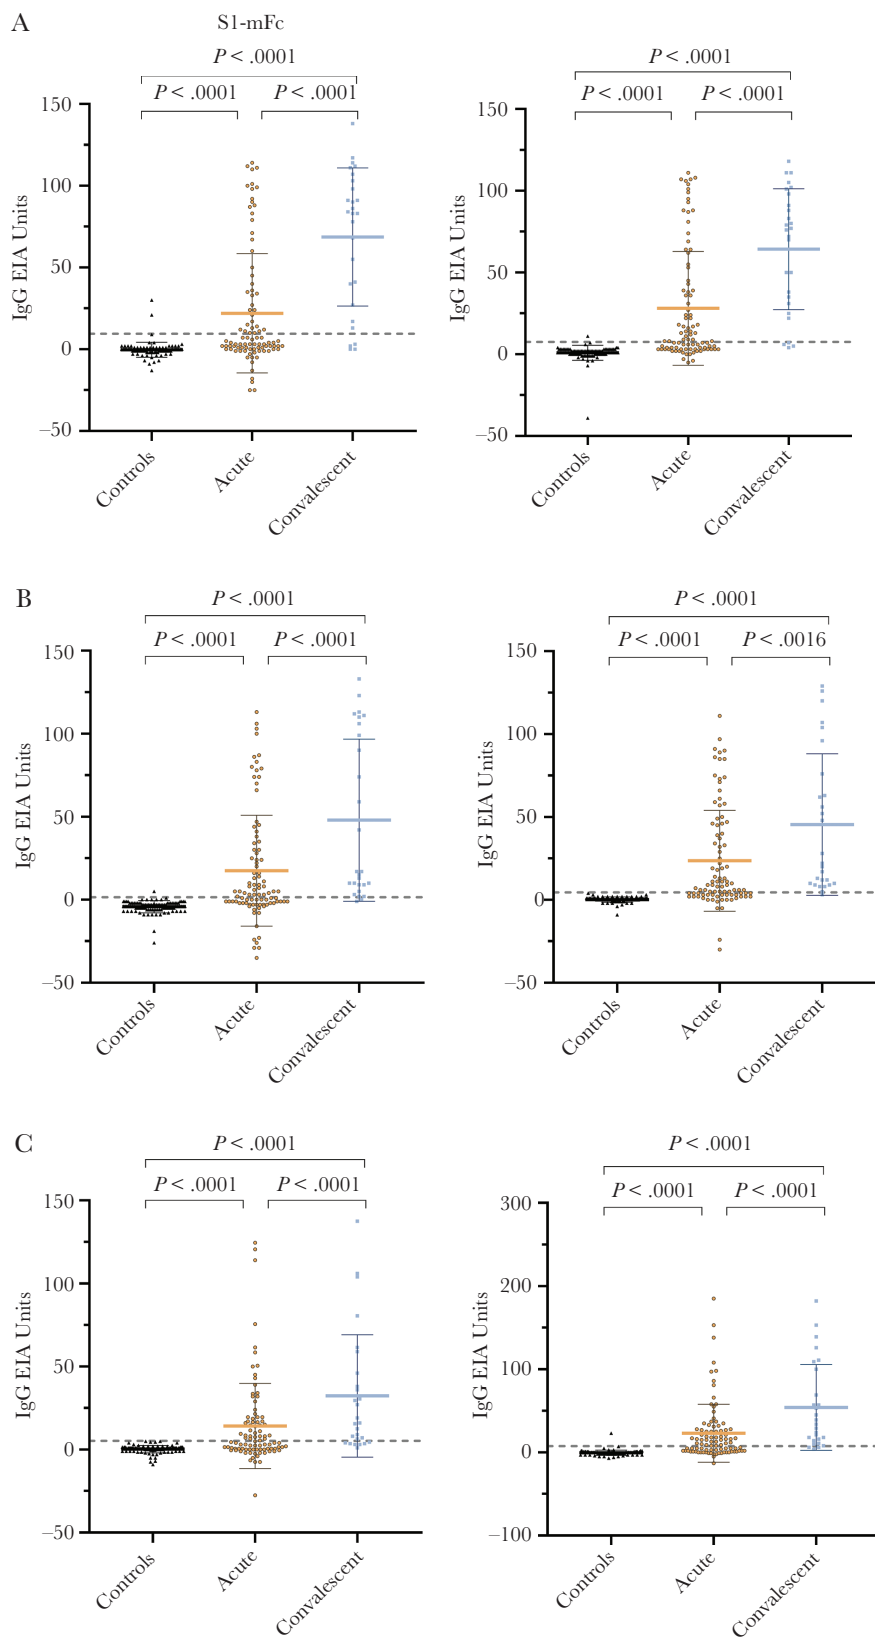 A
S1-mFc
P < .0001
P < .0001 P < .0001
150
100
50
0
−50
IgG EIA Units
Controls
Acute
Convalescent
P < .0001
P < .0001 P < .0001
150
100
50
0
−50
IgG EIA Units
Controls
Acute
Convalescent
B
P < .0001
P < .0001 P < .0001
150
100
50
0
−50
IgG EIA Units
Controls
Acute
Convalescent
P < .0001
P < .0001 P < .0016
150
100
50
0
−50
IgG EIA Units
Controls
Acute
Convalescent
C
P < .0001
P < .0001 P < .0001
150
100
50
0
−50
IgG EIA Units
Controls
Acute
Convalescent
P < .0001
P < .0001 P < .0001
300
200
100
0
−100
IgG EIA Units
Controls
Acute
Convalescent